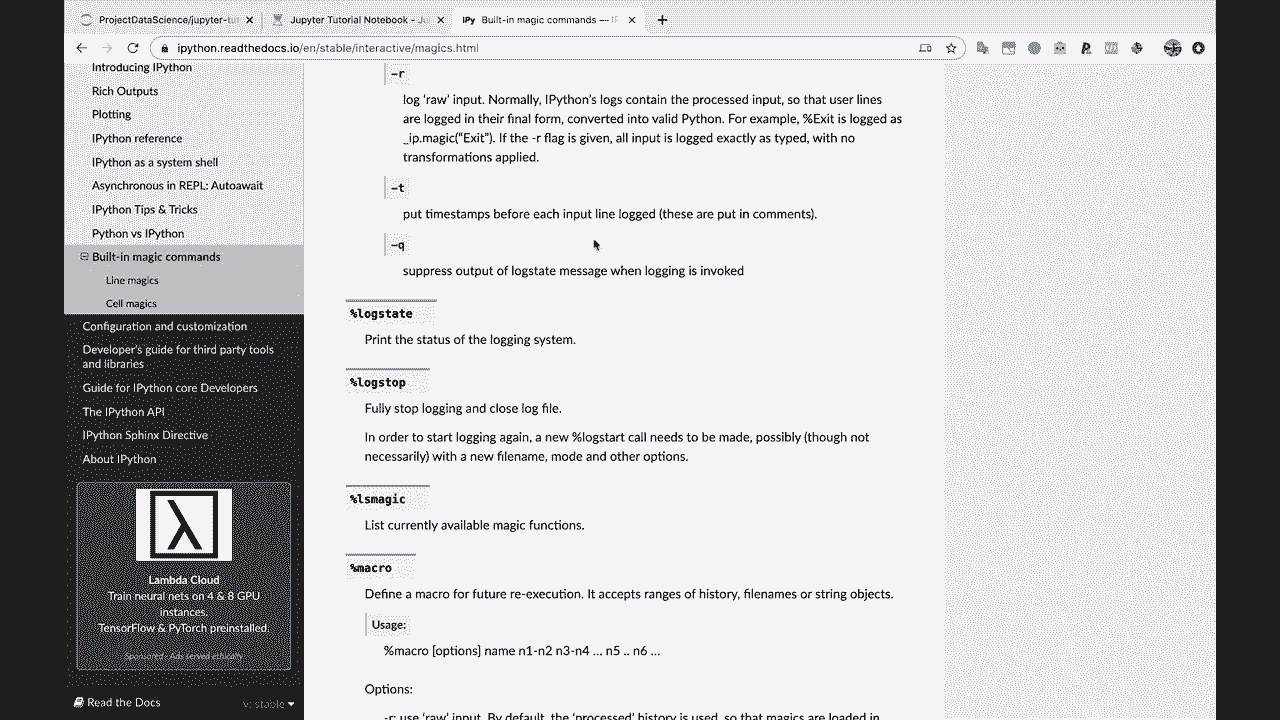 ProjectDataScience/jupyter-tu
Jupyter Tutorial Notebook - Ju
IPy Built-in magic commands — I
ipython.readthedocs.io/en/stable/interactive/magics.html
Introducing IPython
Rich Outputs
Plotting
IPython reference
IPython as a system shell
Asynchronous in REPL: Autoawait
IPython Tips & Tricks
Python vs IPython
Built-in magic commands
Line magics
Cell magics
Configuration and customization
Developer's guide for third party tools
and libraries
Guide for IPython core Developers
The IPython API
IPython Sphinx Directive
About IPython
λ
Lambda Cloud
Train neural nets on 4 & 8 GPU
instances.
TensorFlow & PyTorch preinstalled.
Sponsored · Ads served ethically
Read the Docs
v: stable
-r
log ‘raw’ input. Normally, IPython’s logs contain the processed input, so that user lines
are logged in their final form, converted into valid Python. For example, %Exit is logged as
_ip.magic(“Exit”). If the -r flag is given, all input is logged exactly as typed, with no
transformations applied.
-t
put timestamps before each input line logged (these are put in comments).
-q
suppress output of logstate message when logging is invoked
%logstate
Print the status of the logging system.
%logstop
Fully stop logging and close log file.
In order to start logging again, a new %logstart call needs to be made, possibly (though not
necessarily) with a new filename, mode and other options.
%lsmagic
List currently available magic functions.
%macro
Define a macro for future re-execution. It accepts ranges of history, filenames or string objects.
Usage:
%macro [options] name n1-n2 n3-n4 … n5 .. n6 …
Options:
-r: use ‘raw’ input. By default, the ‘processed’ history is used, so that magics are loaded in